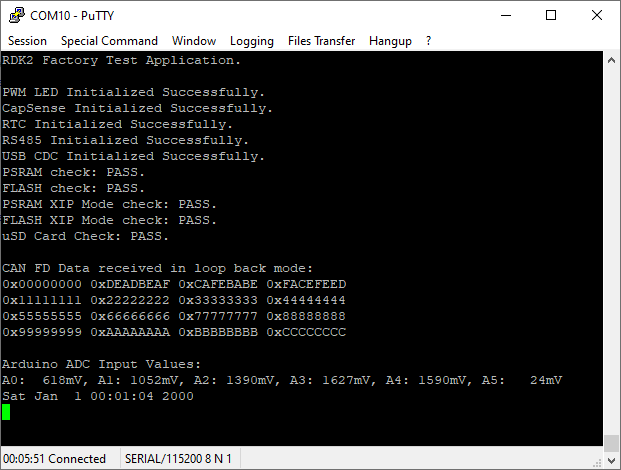 COM10 - PuTTY
Session Special Command Window Logging Files Transfer Hangup ?
RDK2 Factory Test Application.
PWM LED Initialized Successfully.
CapSense Initialized Successfully.
RTC Initialized Successfully.
RS485 Initialized Successfully.
USB CDC Initialized Successfully.
PSRAM check: PASS.
FLASH check: PASS.
PSRAM XIP Mode check: PASS.
FLASH XIP Mode check: PASS.
uSD Card Check: PASS.
CAN FD Data received in loop back mode:
0x00000000 0xDEADBEAF 0xCAFEBABE 0xFACEFEED
0x11111111 0x22222222 0x33333333 0x44444444
0x55555555 0x66666666 0x77777777 0x88888888
0x99999999 0xAAAAAAAA 0xBBBBBBBB 0xCCCCCCCC
Arduino ADC Input Values:
A0:  618mV, A1: 1052mV, A2: 1390mV, A3: 1627mV, A4: 1590mV, A5:   24mV
Sat Jan  1 00:01:04 2000
00:05:51 Connected SERIAL/115200 8 N 1